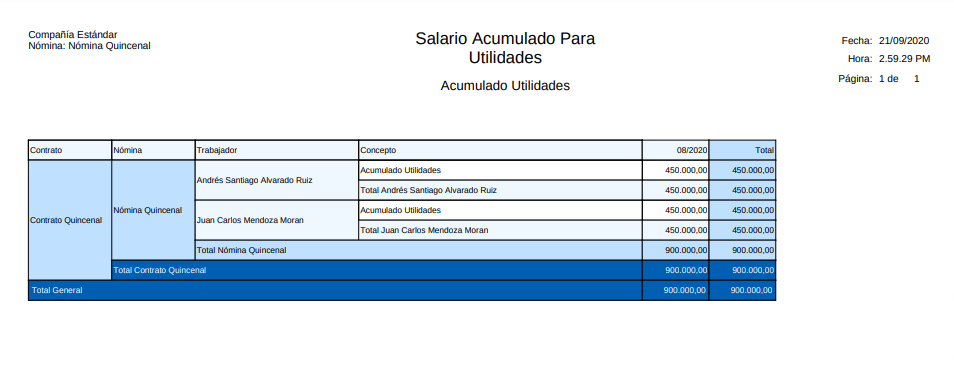 Compañía Estándar
Nómina: Nómina Quincenal
Salario Acumulado Para
Utilidades
Acumulado Utilidades
Fecha: 21/09/2020
Hora: 2.59.29 PM
Página: 1 de 1
Contrato Nómina Trabajador Concepto 08/2020 Total
Contrato Quincenal Nómina Quincenal Andrés Santiago Alvarado Ruiz Acumulado Utilidades 450.000,00 450.000,00
Total Andrés Santiago Alvarado Ruiz 450.000,00 450.000,00
Juan Carlos Mendoza Moran Acumulado Utilidades 450.000,00 450.000,00
Total Juan Carlos Mendoza Moran 450.000,00 450.000,00
Total Nómina Quincenal 900.000,00 900.000,00
Total Contrato Quincenal 900.000,00 900.000,00
Total General 900.000,00 900.000,00